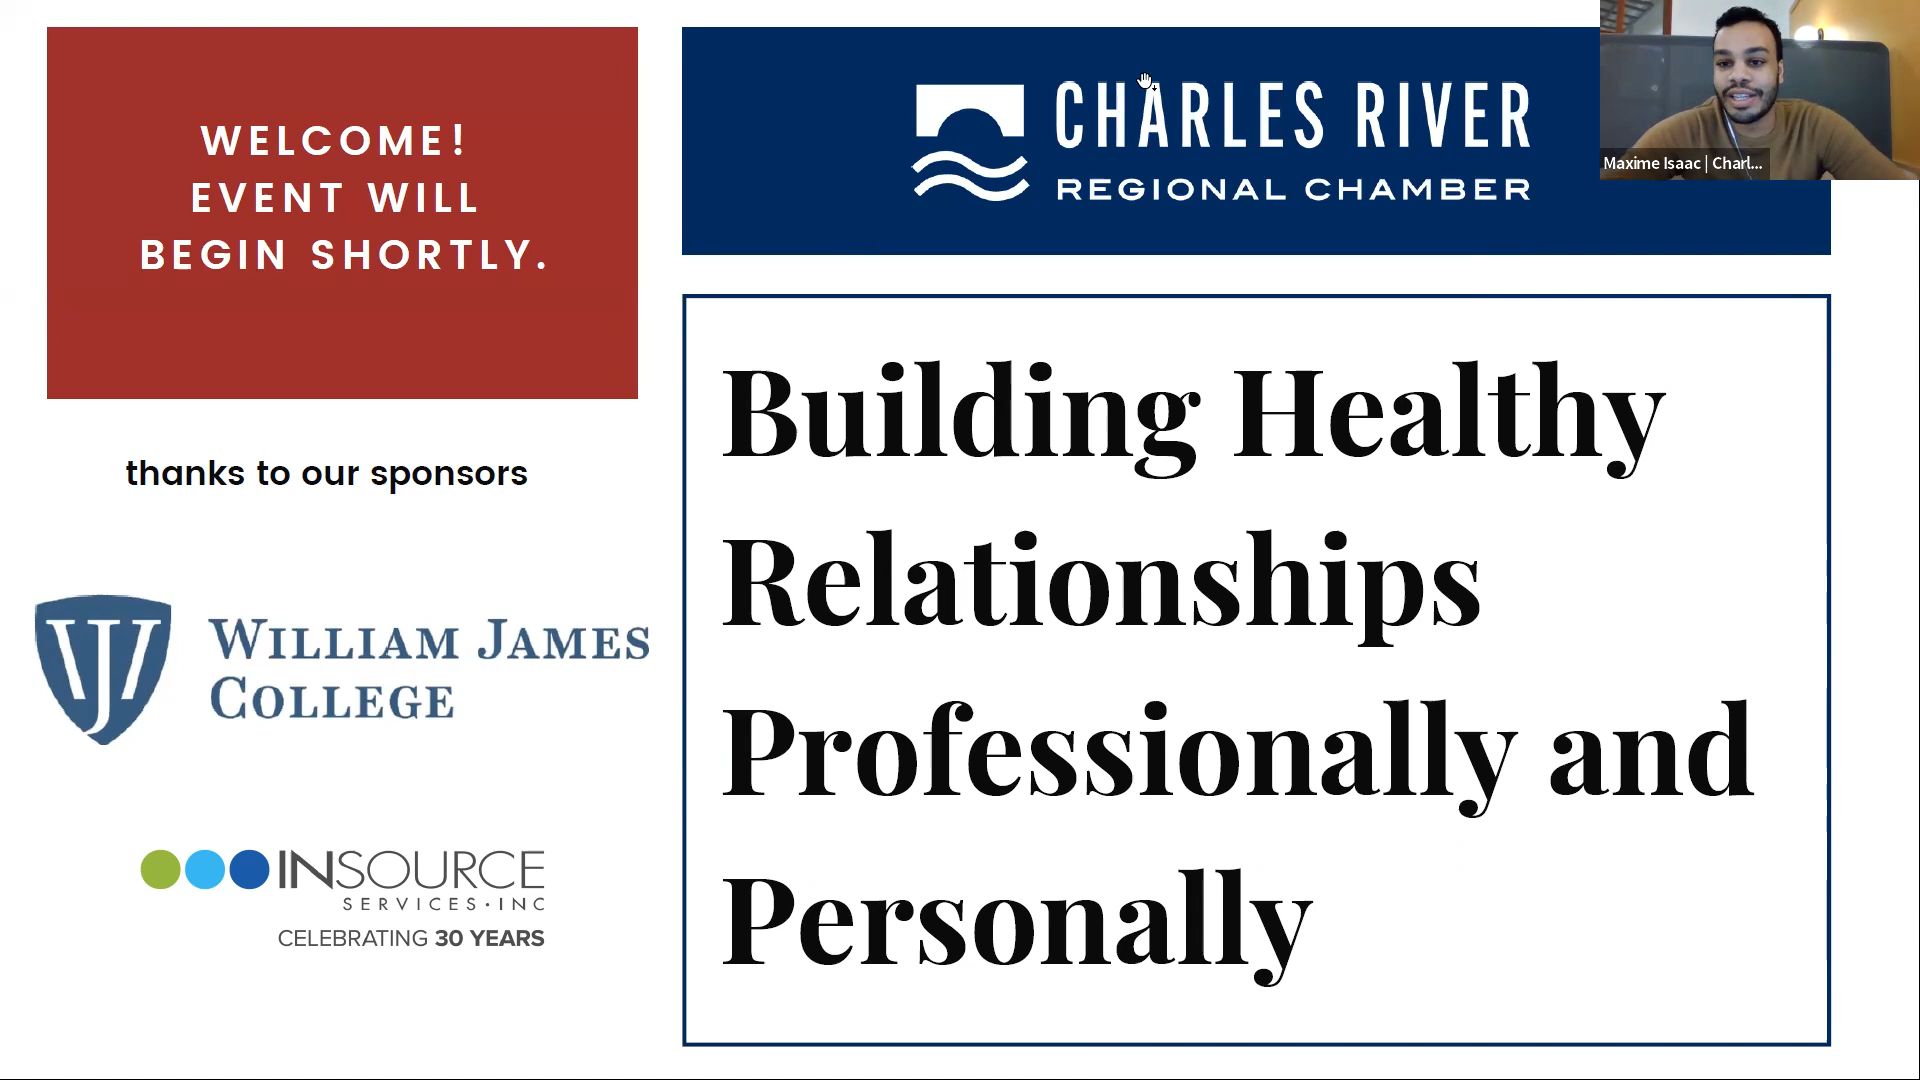 WELCOME!
EVENT WILL
BEGIN SHORTLY.
thanks to our sponsors
WJ
WILLIAM JAMES
COLLEGE
INSOURCE
SERVICES·INC
CELEBRATING 30 YEARS
CHARLES RIVER
REGIONAL CHAMBER
Maxime Isaac | Charl...
Building Healthy
Relationships
Professionally and
Personally